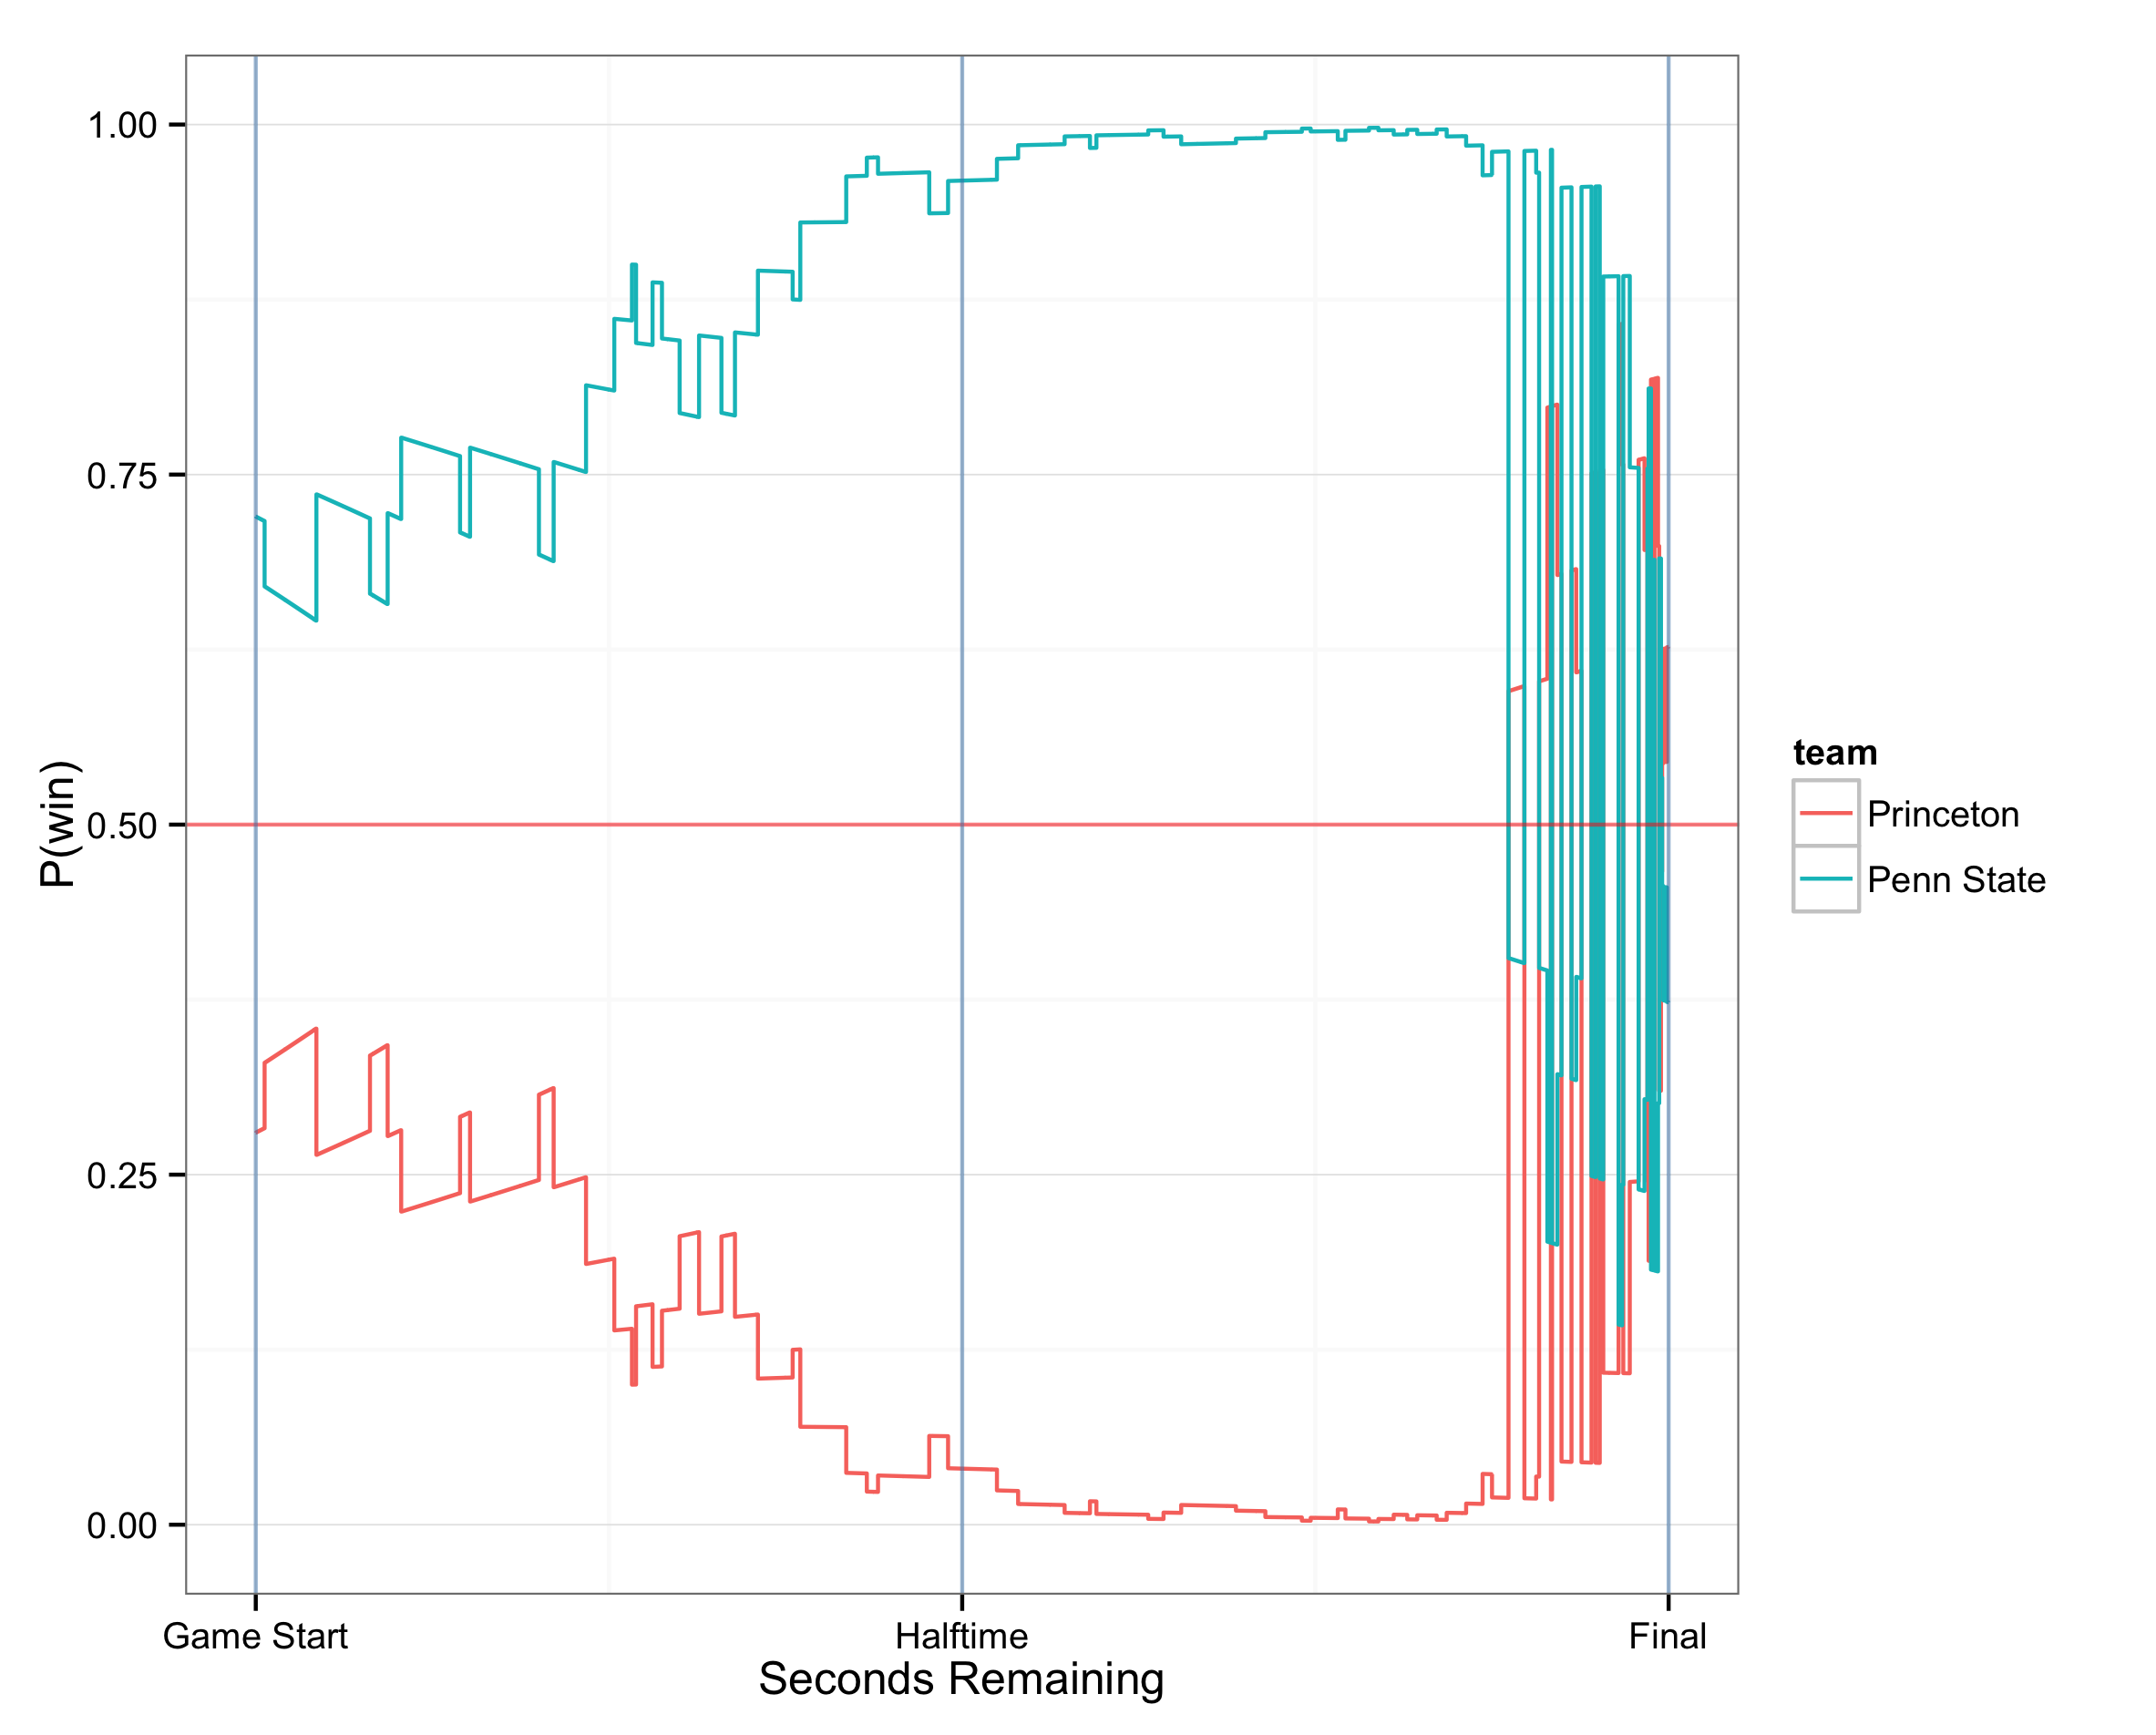 1.00
0.75
0.50
0.25
0.00
P(win)
Game Start
Halftime
Final
Seconds Remaining
team
Princeton
Penn State